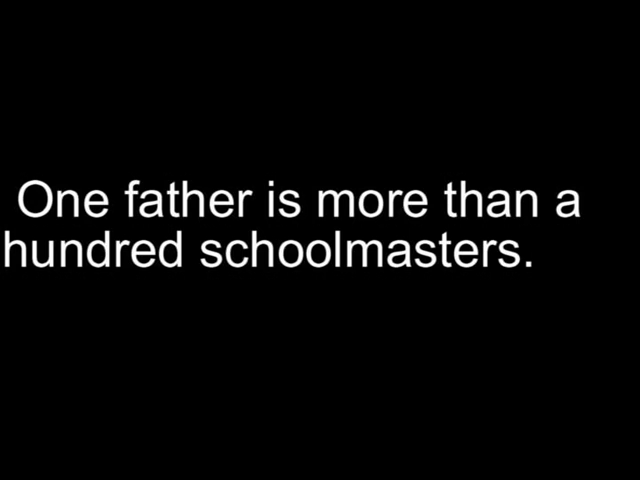 One father is more than a
hundred schoolmasters.